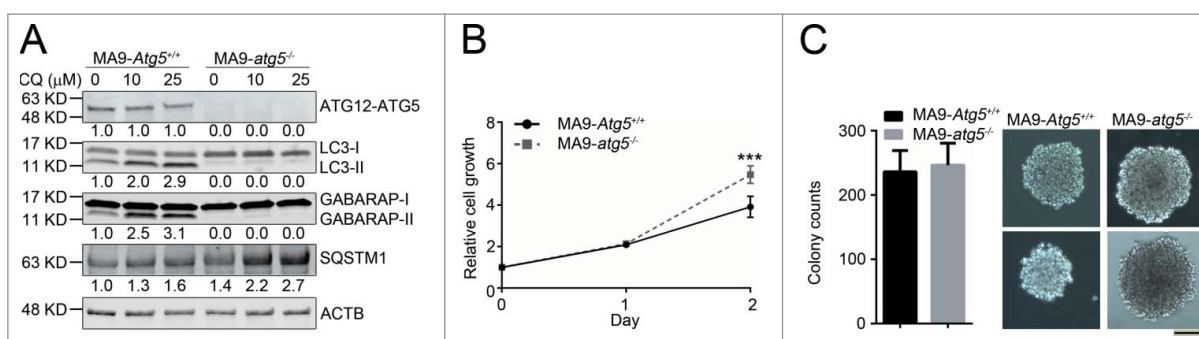 A
MA9-Atg5+/+ MA9-atg5-/-
CQ (μM) 0 10 25 0 10 25
63 KD
48 KD
ATG12-ATG5
1.0 1.0 1.0 0.0 0.0 0.0
17 KD
11 KD
LC3-I
LC3-II
1.0 2.0 2.9 0.0 0.0 0.0
17 KD
11 KD
GABARAP-I
GABARAP-II
1.0 2.5 3.1 0.0 0.0 0.0
63 KD
SQSTM1
1.0 1.3 1.6 1.4 2.2 2.7
48 KD
ACTB
B
MA9-Atg5+/+
MA9-atg5-/-
Relative cell growth
8
6
4
2
0
***
0 1 2
Day
C
MA9-Atg5+/+
MA9-atg5-/-
Colony counts
300
200
100
0
MA9-Atg5+/+ MA9-atg5-/-